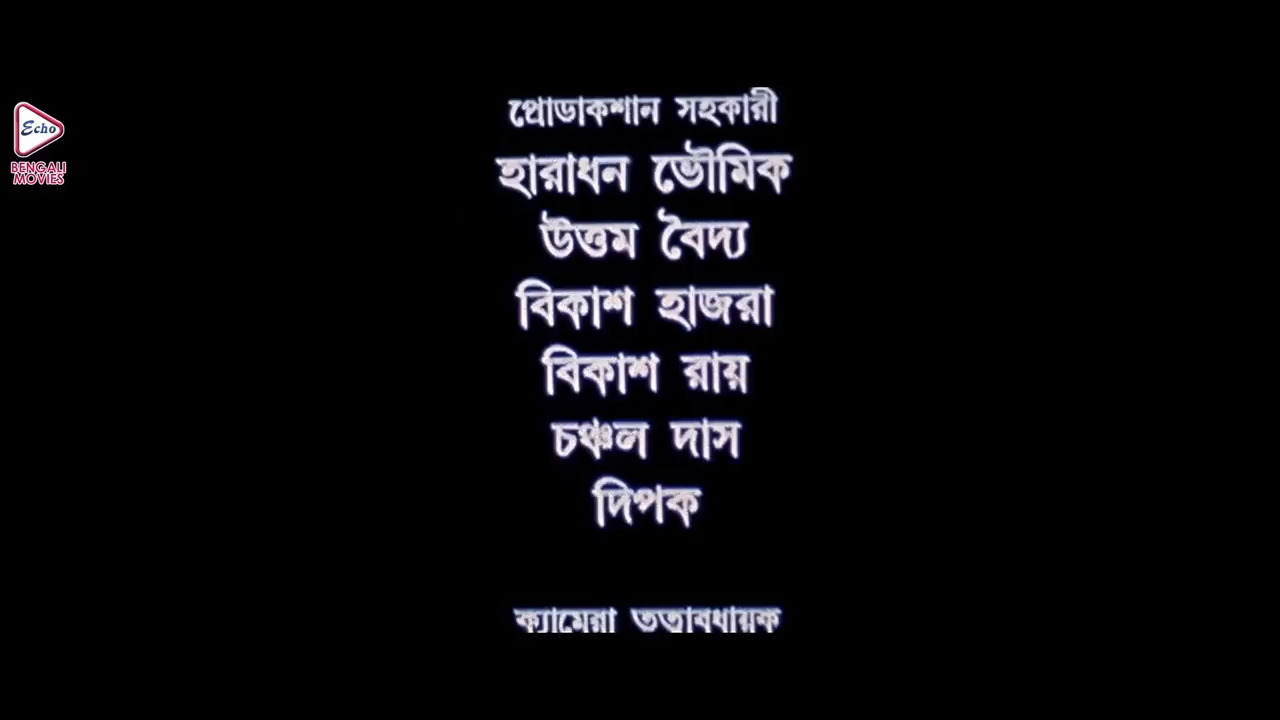 Echo
BENGALI
MOVIES
প্রোডাকশান সহকারী
হারাধন ভৌমিক
উত্তম বৈদ্য
বিকাশ হাজরা
বিকাশ রায়
চঞ্চল দাস
দিপক
ক্যামেরা তত্বাবধায়ক